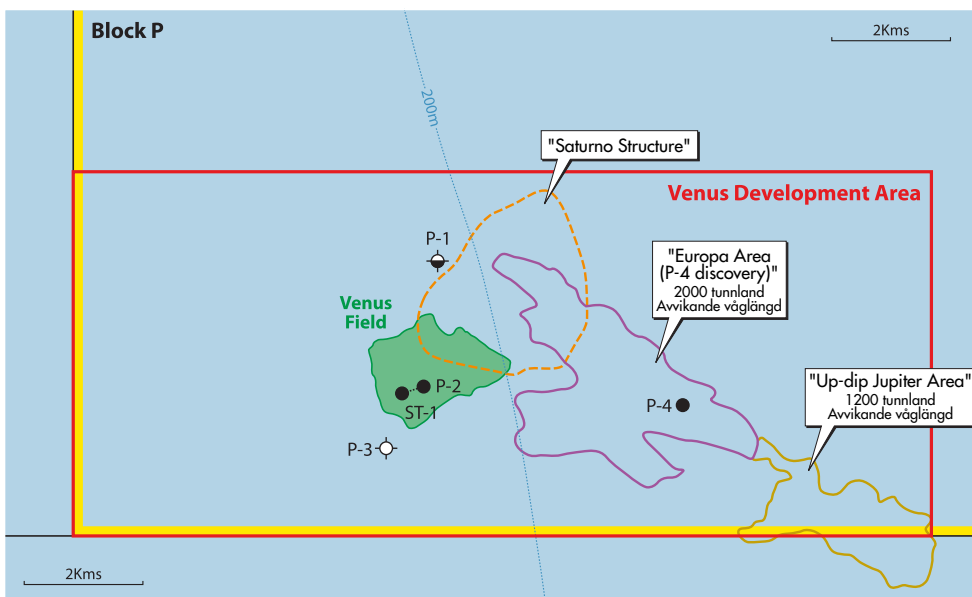 Block P
2Kms
200m
"Saturno Structure"
Venus Development Area
P-1
"Europa Area
(P-4 discovery)"
2000 tunnland
Avvikande våglängd
Venus
Field
"Up-dip Jupiter Area"
1200 tunnland
Avvikande våglängd
P-2
ST-1
P-4
P-3
2Kms